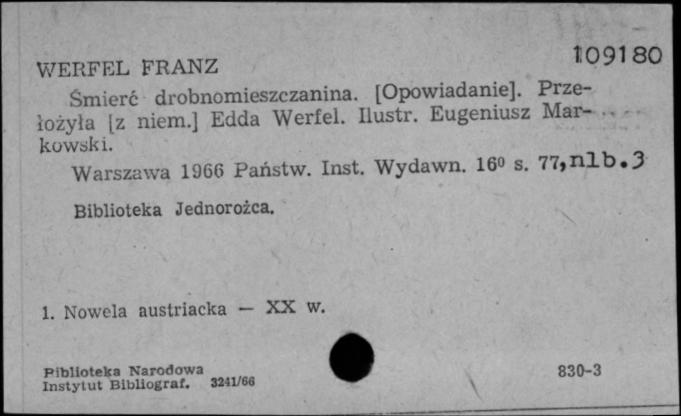 109180
WERFEL FRANZ
Śmierć drobnomieszczanina. [Opowiadanie]. Prze-
łożyła [z niem.] Edda Werfel. Ilustr. Eugeniusz Mar-
kowski.
Warszawa 1966 Państw. Inst. Wydawn. 16⁰ s. 77, nlb. 3
Biblioteka Jednorożca.
1. Nowela austriacka — XX w.
Biblioteka Narodowa
Instytut Bibliograf. 3241/66
830-3